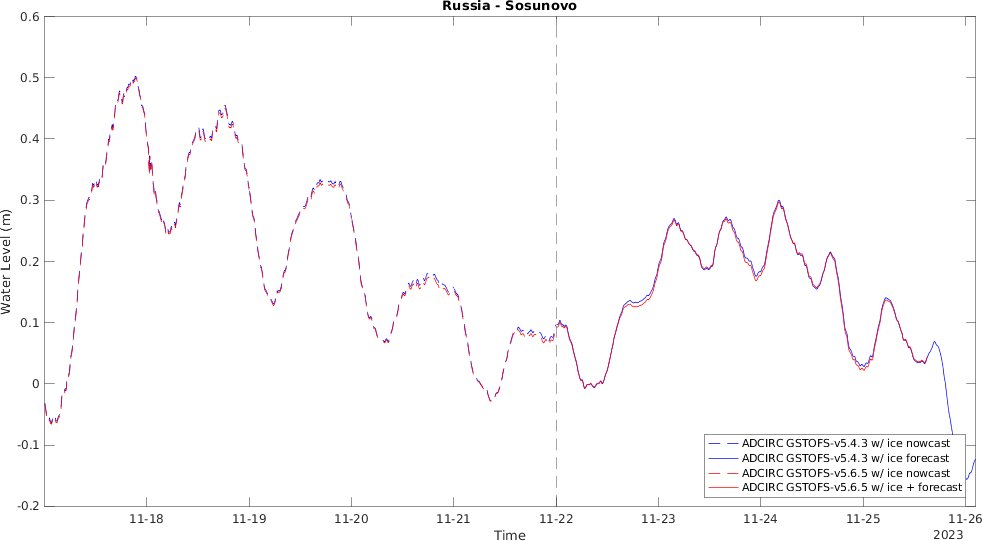 Russia - Sosunovo
0.6
0.5
0.4
0.3
0.2
0.1
0
-0.1
-0.2
Water Level (m)
11-18
11-19
11-20
11-21
11-22
11-23
11-24
11-25
11-26
2023
Time
ADCIRC GSTOFS-v5.4.3 w/ ice nowcast
ADCIRC GSTOFS-v5.4.3 w/ ice forecast
ADCIRC GSTOFS-v5.6.5 w/ ice nowcast
ADCIRC GSTOFS-v5.6.5 w/ ice + forecast